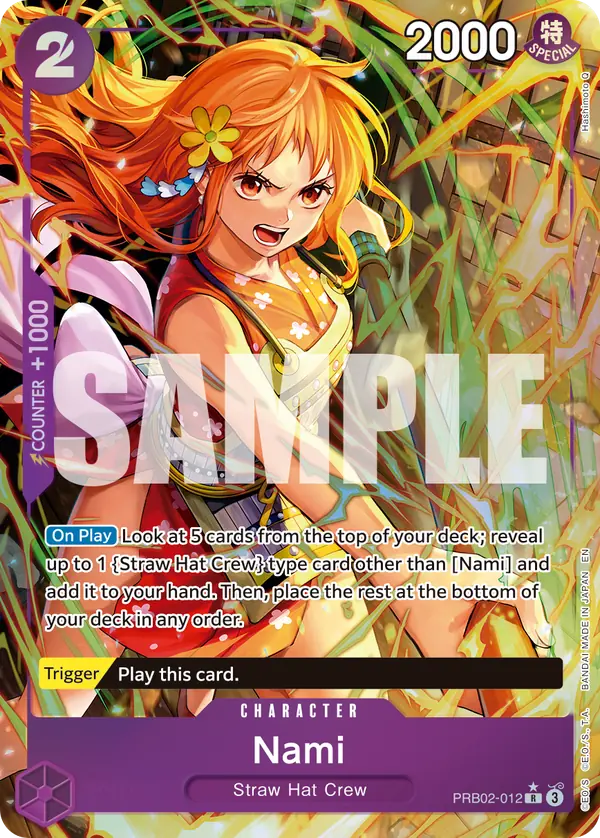 2
2000
特
SPECIAL
Hashimoto Q
COUNTER +1000
SAMPLE
On Play Look at 5 cards from the top of your deck; reveal
up to 1 {Straw Hat Crew} type card other than [Nami] and
add it to your hand. Then, place the rest at the bottom of
your deck in any order.
Trigger Play this card.
CHARACTER
Nami
Straw Hat Crew
PRB02-012 R 3
©E.O./S. ©E.O./S., T.A. BANDAI MADE IN JAPAN EN